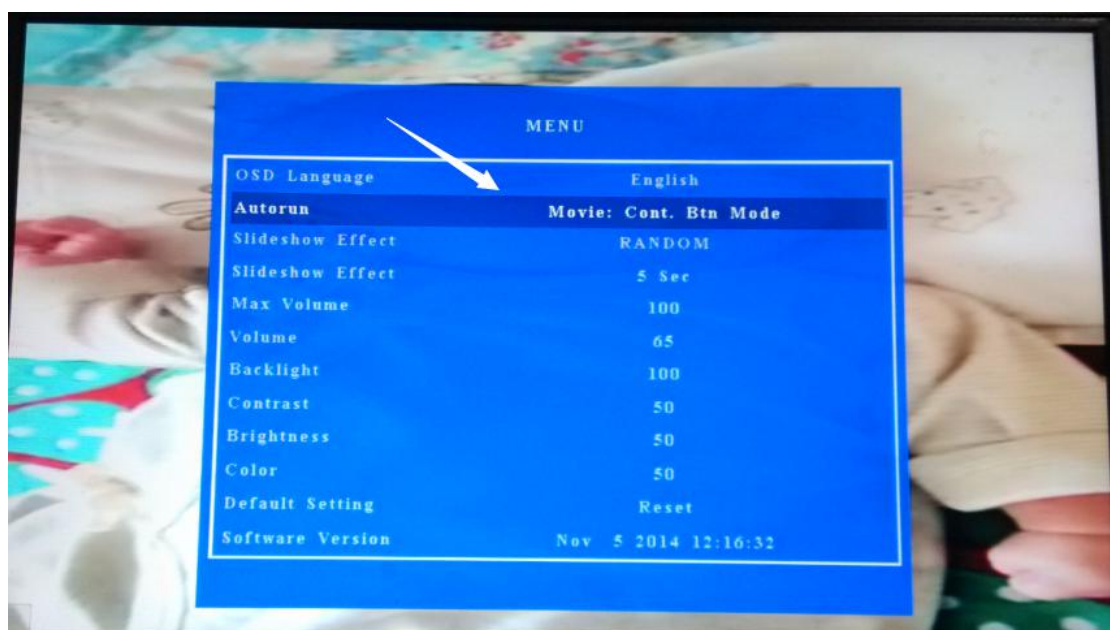 MENU
OSD Language English
Autorun Movie: Cont. Btn Mode
Slideshow Effect RANDOM
Slideshow Effect 5 Sec
Max Volume 100
Volume 65
Backlight 100
Contrast 50
Brightness 50
Color 50
Default Setting Reset
Software Version Nov 5 2014 12:16:32